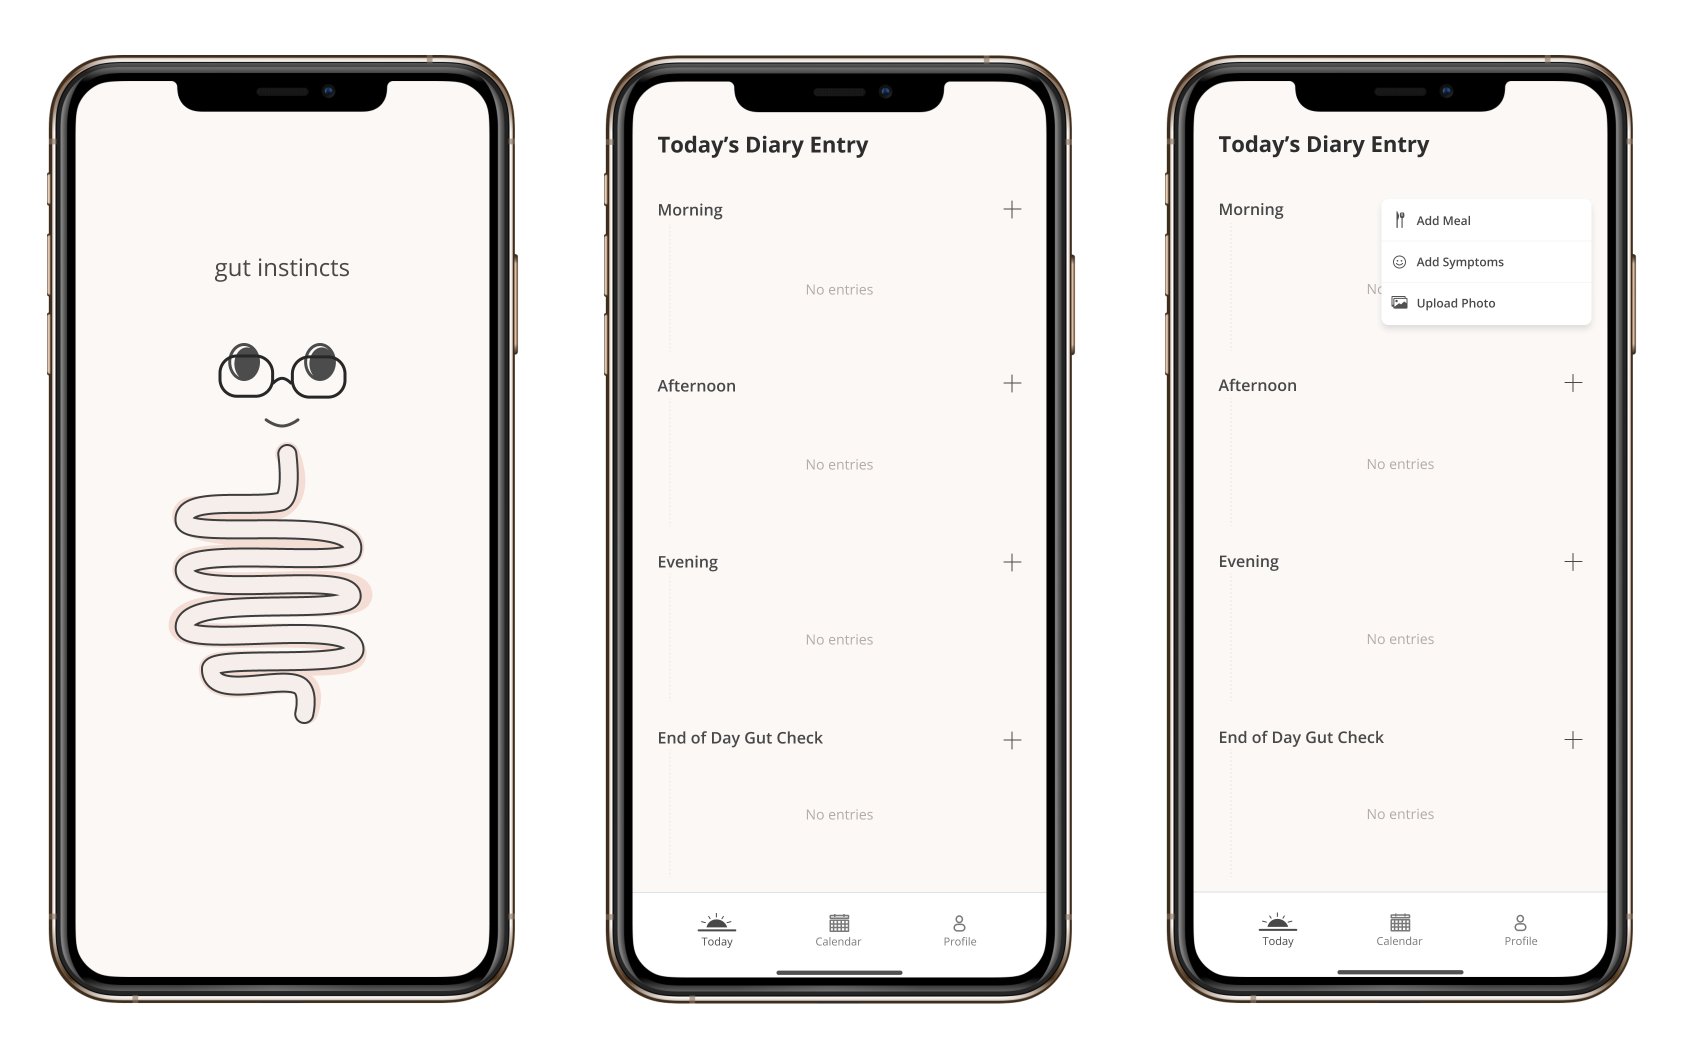 gut instincts
Today’s Diary Entry
Morning
No entries
Afternoon
No entries
Evening
No entries
End of Day Gut Check
No entries
Today
Calendar
Profile
Today’s Diary Entry
Morning
Add Meal
Add Symptoms
No
Upload Photo
Afternoon
No entries
Evening
No entries
End of Day Gut Check
No entries
Today
Calendar
Profile